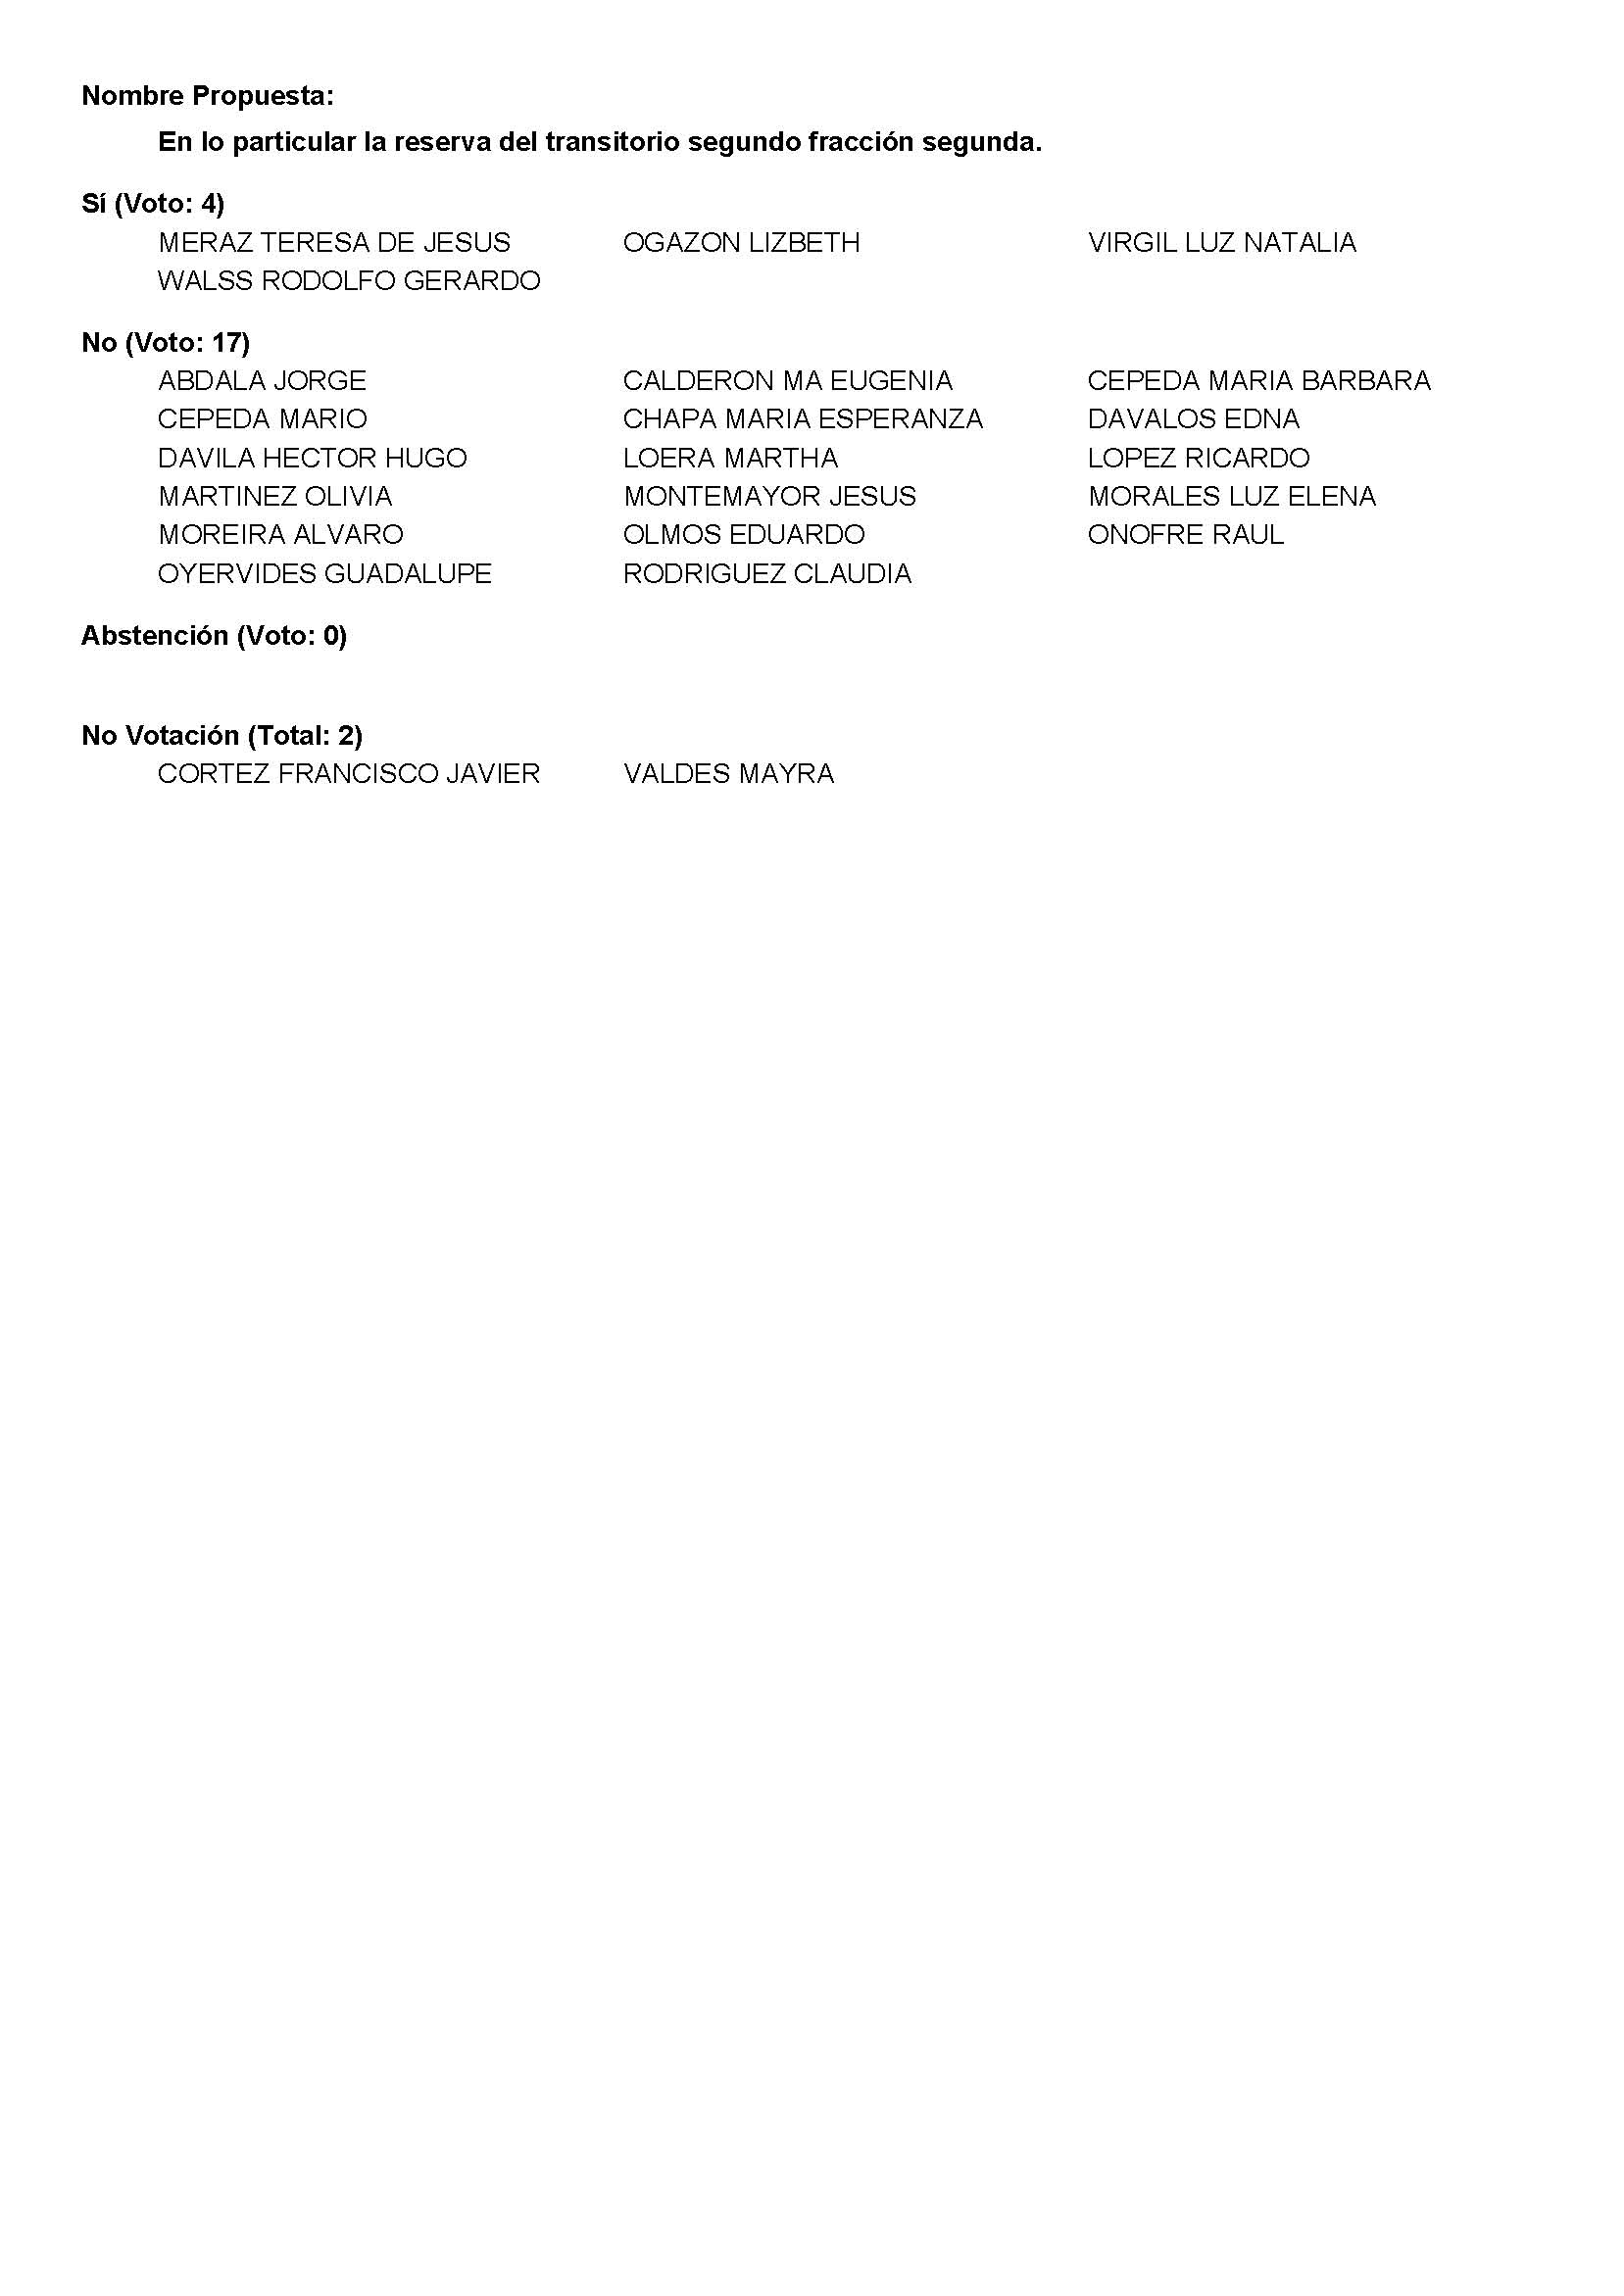 Nombre Propuesta:
En lo particular la reserva del transitorio segundo fracción segunda.
Sí (Voto: 4)
MERAZ TERESA DE JESUS OGAZON LIZBETH VIRGIL LUZ NATALIA
WALSS RODOLFO GERARDO
No (Voto: 17)
ABDALA JORGE CALDERON MA EUGENIA CEPEDA MARIA BARBARA
CEPEDA MARIO CHAPA MARIA ESPERANZA DAVALOS EDNA
DAVILA HECTOR HUGO LOERA MARTHA LOPEZ RICARDO
MARTINEZ OLIVIA MONTEMAYOR JESUS MORALES LUZ ELENA
MOREIRA ALVARO OLMOS EDUARDO ONOFRE RAUL
OYERVIDES GUADALUPE RODRIGUEZ CLAUDIA
Abstención (Voto: 0)
No Votación (Total: 2)
CORTEZ FRANCISCO JAVIER VALDES MAYRA